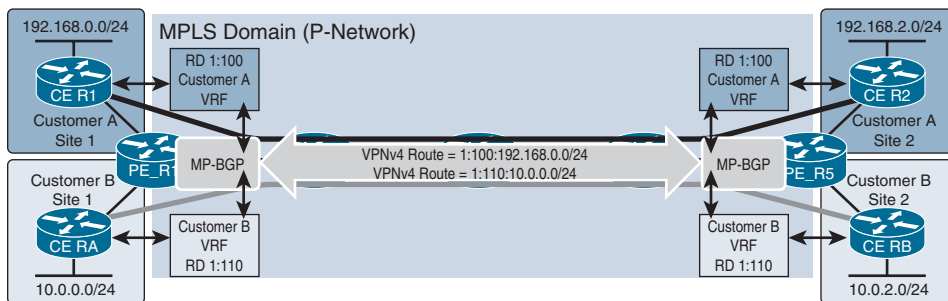 192.168.0.0/24
MPLS Domain (P-Network)
192.168.2.0/24
RD 1:100
Customer A
VRF
RD 1:100
Customer A
VRF
CE R1
CE R2
Customer A
Site 1
Customer A
Site 2
PE_R1
MP-BGP
VPNv4 Route = 1:100:192.168.0.0/24
VPNv4 Route = 1:110:10.0.0.0/24
MP-BGP
PE_R5
Customer B
Site 1
Customer B
Site 2
Customer B
VRF
RD 1:110
Customer B
VRF
RD 1:110
CE RA
CE RB
10.0.0.0/24
10.0.2.0/24